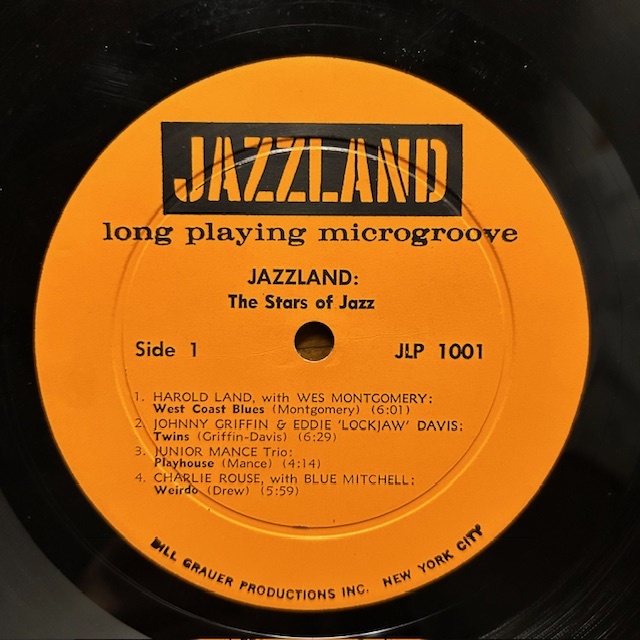 JAZZLAND
long playing microgroove
JAZZLAND:
The Stars of Jazz
Side 1 JLP 1001
1. HAROLD LAND, with WES MONTGOMERY:
West Coast Blues (Montgomery) (6:01)
2. JOHNNY GRIFFIN & EDDIE 'LOCKJAW' DAVIS:
Twins (Griffin-Davis) (6:29)
3. JUNIOR MANCE Trio:
Playhouse (Mance) (4:14)
4. CHARLIE ROUSE, with BLUE MITCHELL:
Weirdo (Drew) (5:59)
BILL GRAUER PRODUCTIONS INC. NEW YORK CITY